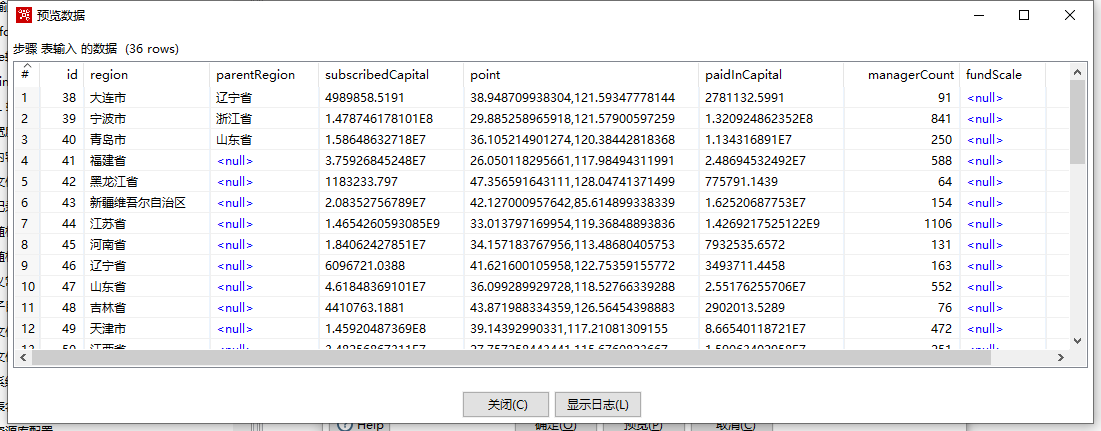 预览数据
步骤 表输入 的数据 (36 rows)
# id region parentRegion subscribedCapital point paidInCapital managerCount fundScale
1 38 大连市 辽宁省 4989858.5191 38.948709938304,121.59347778144 2781132.5991 91 <null>
2 39 宁波市 浙江省 1.478746178101E8 29.885258965918,121.57900597259 1.320924862352E8 841 <null>
3 40 青岛市 山东省 1.58648632718E7 36.105214901274,120.38442818368 1.134316891E7 250 <null>
4 41 福建省 <null> 3.75926845248E7 26.050118295661,117.98494311991 2.48694532492E7 588 <null>
5 42 黑龙江省 <null> 1183233.797 47.356591643111,128.04741371499 775791.1439 64 <null>
6 43 新疆维吾尔自治区 <null> 2.08352756789E7 42.127000957642,85.614899338339 1.62520687753E7 154 <null>
7 44 江苏省 <null> 1.4654260593085E9 33.013797169954,119.36848893836 1.4269217525122E9 1106 <null>
8 45 河南省 <null> 1.84062427851E7 34.157183767956,113.48680405753 7932535.6572 131 <null>
9 46 辽宁省 <null> 6096721.0388 41.621600105958,122.75359155772 3493711.4458 163 <null>
10 47 山东省 <null> 4.61848369101E7 36.099289929728,118.52766339288 2.55176255706E7 552 <null>
11 48 吉林省 <null> 4410763.1881 43.871988334359,126.56454398883 2902013.5289 76 <null>
12 49 天津市 <null> 1.45920487369E8 39.14392990331,117.21081309155 8.66540118721E7 472 <null>
关闭(C) 显示日志(L)
Help 确定(O) 预览(P) 取消(C)